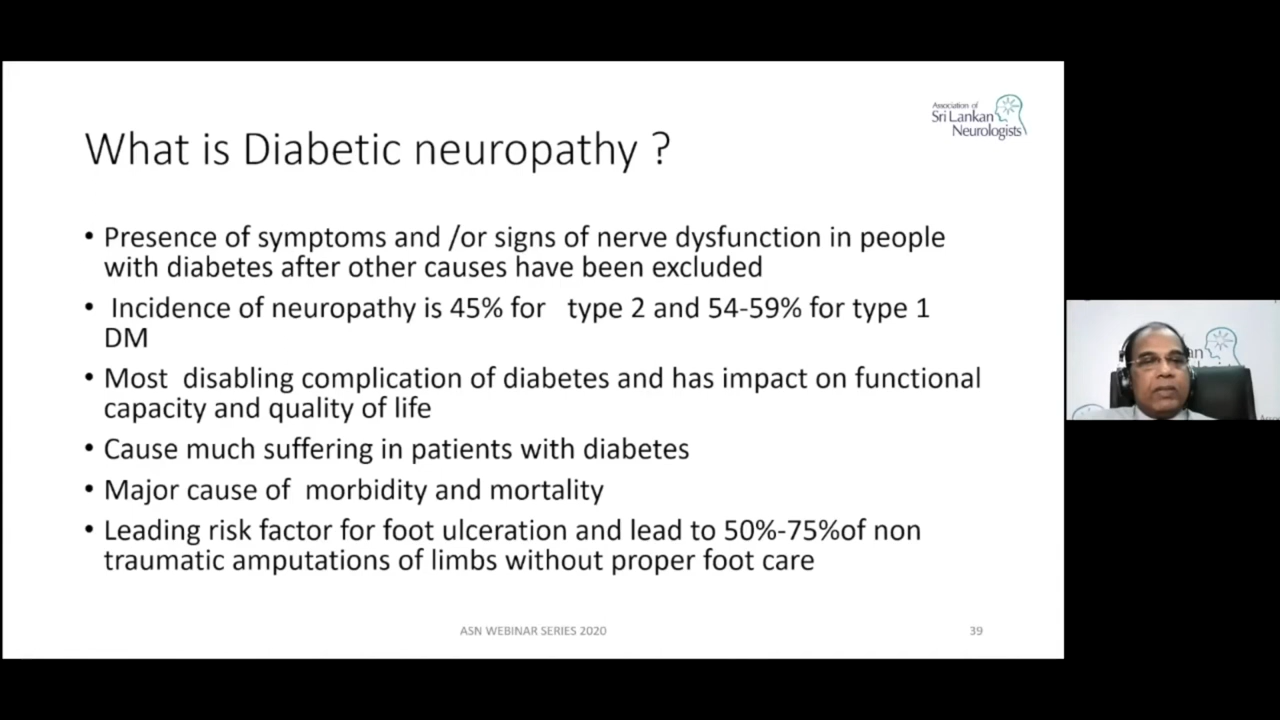 Association of
Sri Lankan
Neurologists
What is Diabetic neuropathy ?
• Presence of symptoms and /or signs of nerve dysfunction in people
with diabetes after other causes have been excluded
• Incidence of neuropathy is 45% for type 2 and 54-59% for type 1
DM
• Most disabling complication of diabetes and has impact on functional
capacity and quality of life
• Cause much suffering in patients with diabetes
• Major cause of morbidity and mortality
• Leading risk factor for foot ulceration and lead to 50%-75%of non
traumatic amputations of limbs without proper foot care
ASN WEBINAR SERIES 2020
39